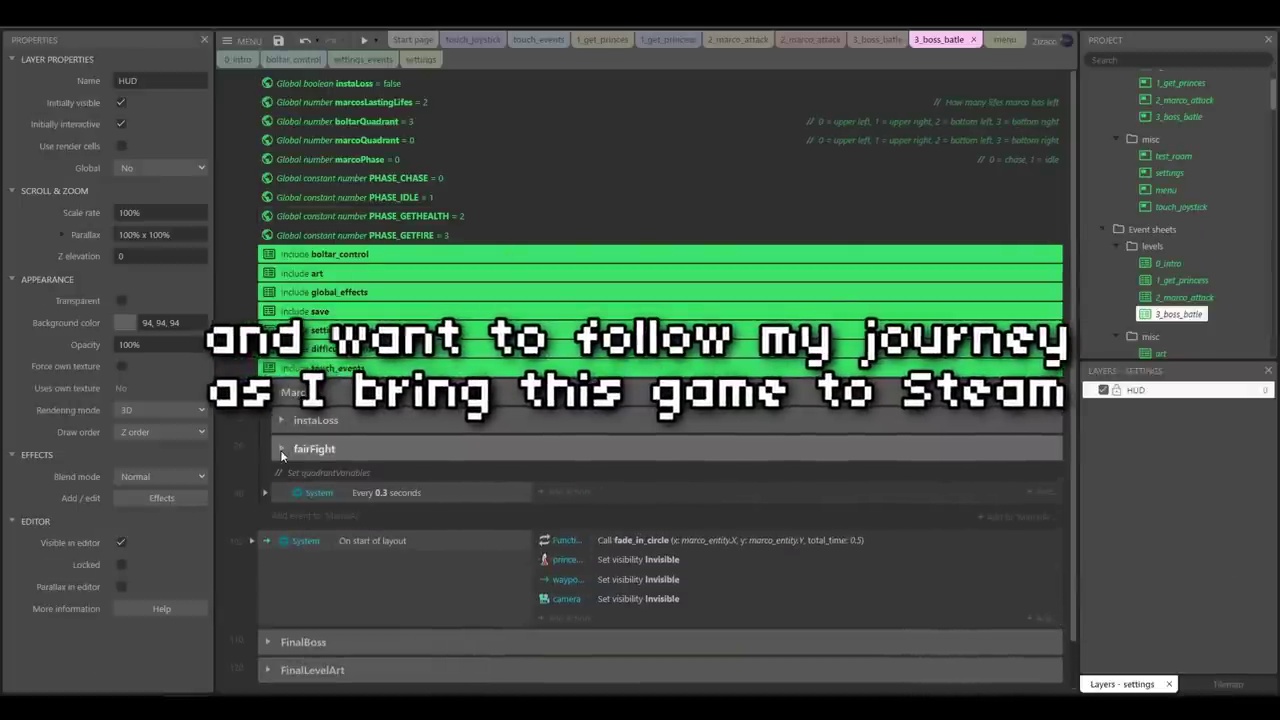 PROPERTIES
LAYER PROPERTIES
Name HUD
Initially visible
Initially interactive
Use render cells
Global No
SCROLL & ZOOM
Scale rate 100%
Parallax 100% x 100%
Z elevation 0
APPEARANCE
Transparent
Background color 94, 94, 94
Opacity 100%
Force own texture
Uses own texture No
Rendering mode 3D
Draw order Z order
EFFECTS
Blend mode Normal
Add / edit Effects
EDITOR
Visible in editor
Locked
Parallax in editor
More information Help
MENU
Start page touch_joystick touch_events 1_get_princes 1_get_princess 2_marco_attack 2_marco_attack 3_boss_batle 3_boss_batle menu
0_intro boltar_control settings_events settings
Global boolean instaLoss = false
Global number marcosLastingLifes = 2 // How many lifes marco has left
Global number boltarQuadrant = 3 // 0 = upper left, 1 = upper right, 2 = bottom left, 3 = bottom right
Global number marcoQuadrant = 0 // 0 = upper left, 1 = upper right, 2 = bottom left, 3 = bottom right
Global number marcoPhase = 0 // 0 = chase, 1 = idle
Global constant number PHASE_CHASE = 0
Global constant number PHASE_IDLE = 1
Global constant number PHASE_GETHEALTH = 2
Global constant number PHASE_GETFIRE = 3
Include boltar_control
Include art
Include global_effects
Include save
and want to follow my journey
as I bring this game to Steam
instaLoss
fairFight
// Set quadrantVariables
System Every 0.3 seconds
System On start of layout
Functi... Call fade_in_circle (x: marco_entity.X, y: marco_entity.Y, total_time: 0.5)
prince... Set visibility Invisible
waypo... Set visibility Invisible
camera Set visibility Invisible
FinalBoss
FinalLevelArt
PROJECT
Search
1_get_princes
2_marco_attack
3_boss_batle
misc
test_room
settings
menu
touch_joystick
Event sheets
levels
0_intro
1_get_princess
2_marco_attack
3_boss_batle
misc
art
LAYERS - SETTINGS
HUD 0
Layers - settings
Tilemap